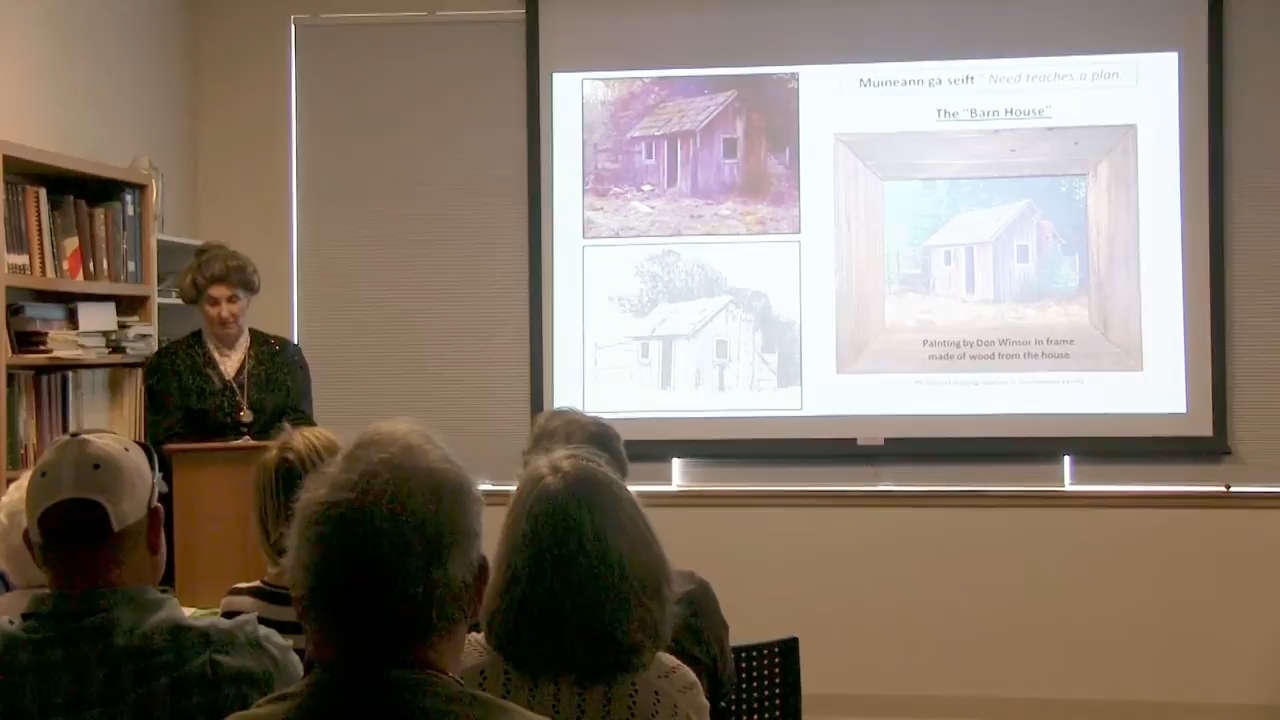 Muineann gá seift" Need teaches a plan.
The "Barn House"
Painting by Don Winsor in frame
made of wood from the house